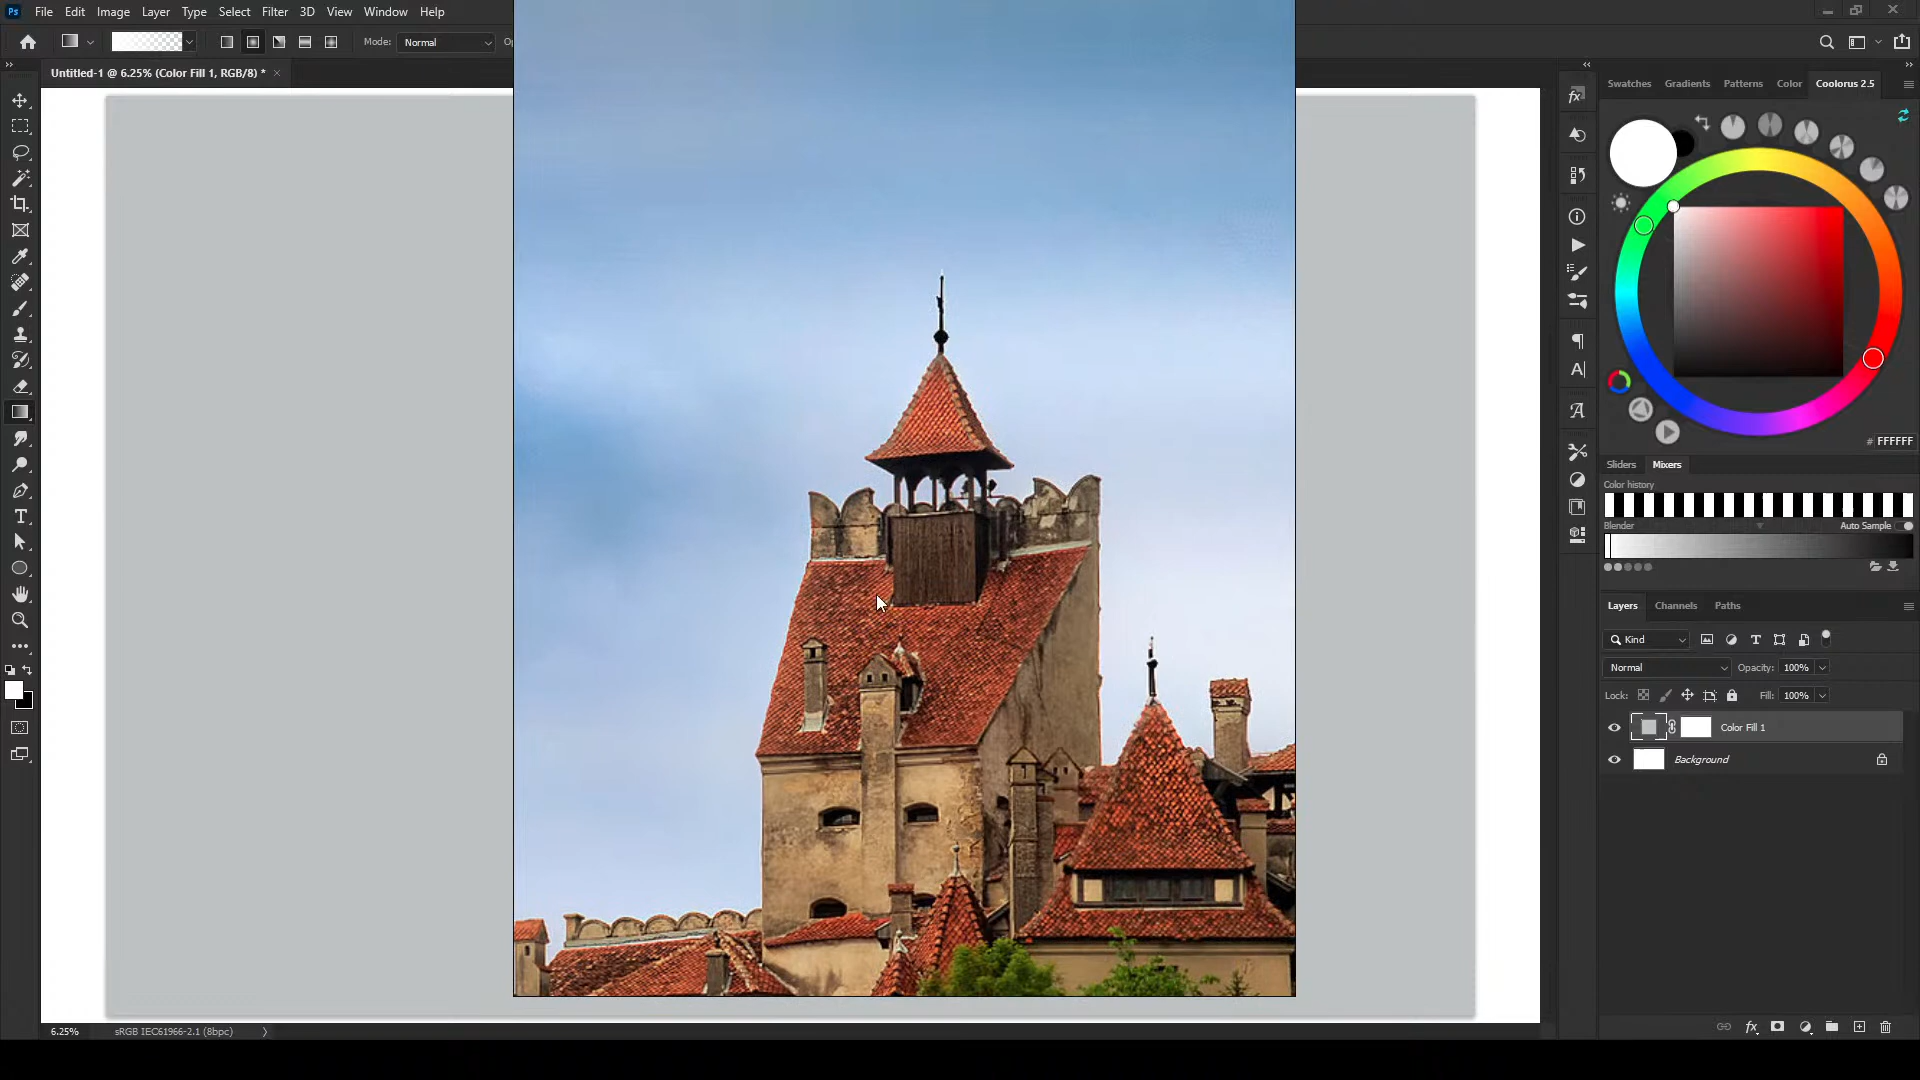 Ps File Edit Image Layer Type Select Filter 3D View Window Help
Mode: Normal
Untitled-1 @ 6.25% (Color Fill 1, RGB/8) *
Swatches Gradients Patterns Color Coolorus 2.5
# FFFFFF
Sliders Mixers
Color history
Blender Auto Sample
Layers Channels Paths
Kind
Normal Opacity: 100%
Lock: Fill: 100%
Color Fill 1
Background
6.25% sRGB IEC61966-2.1 (8bpc)